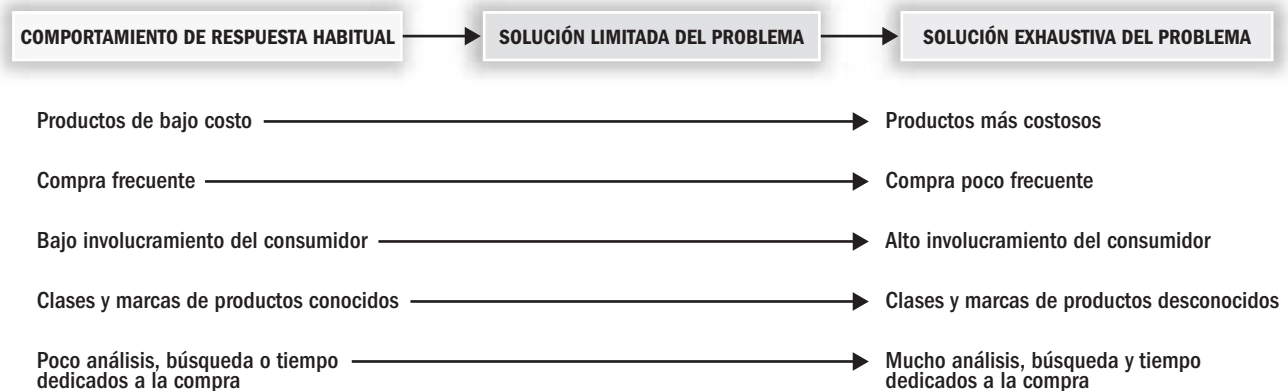 COMPORTAMIENTO DE RESPUESTA HABITUAL
SOLUCIÓN LIMITADA DEL PROBLEMA
SOLUCIÓN EXHAUSTIVA DEL PROBLEMA
Productos de bajo costo
Productos más costosos
Compra frecuente
Compra poco frecuente
Bajo involucramiento del consumidor
Alto involucramiento del consumidor
Clases y marcas de productos conocidos
Clases y marcas de productos desconocidos
Poco análisis, búsqueda o tiempo
dedicados a la compra
Mucho análisis, búsqueda y tiempo
dedicados a la compra